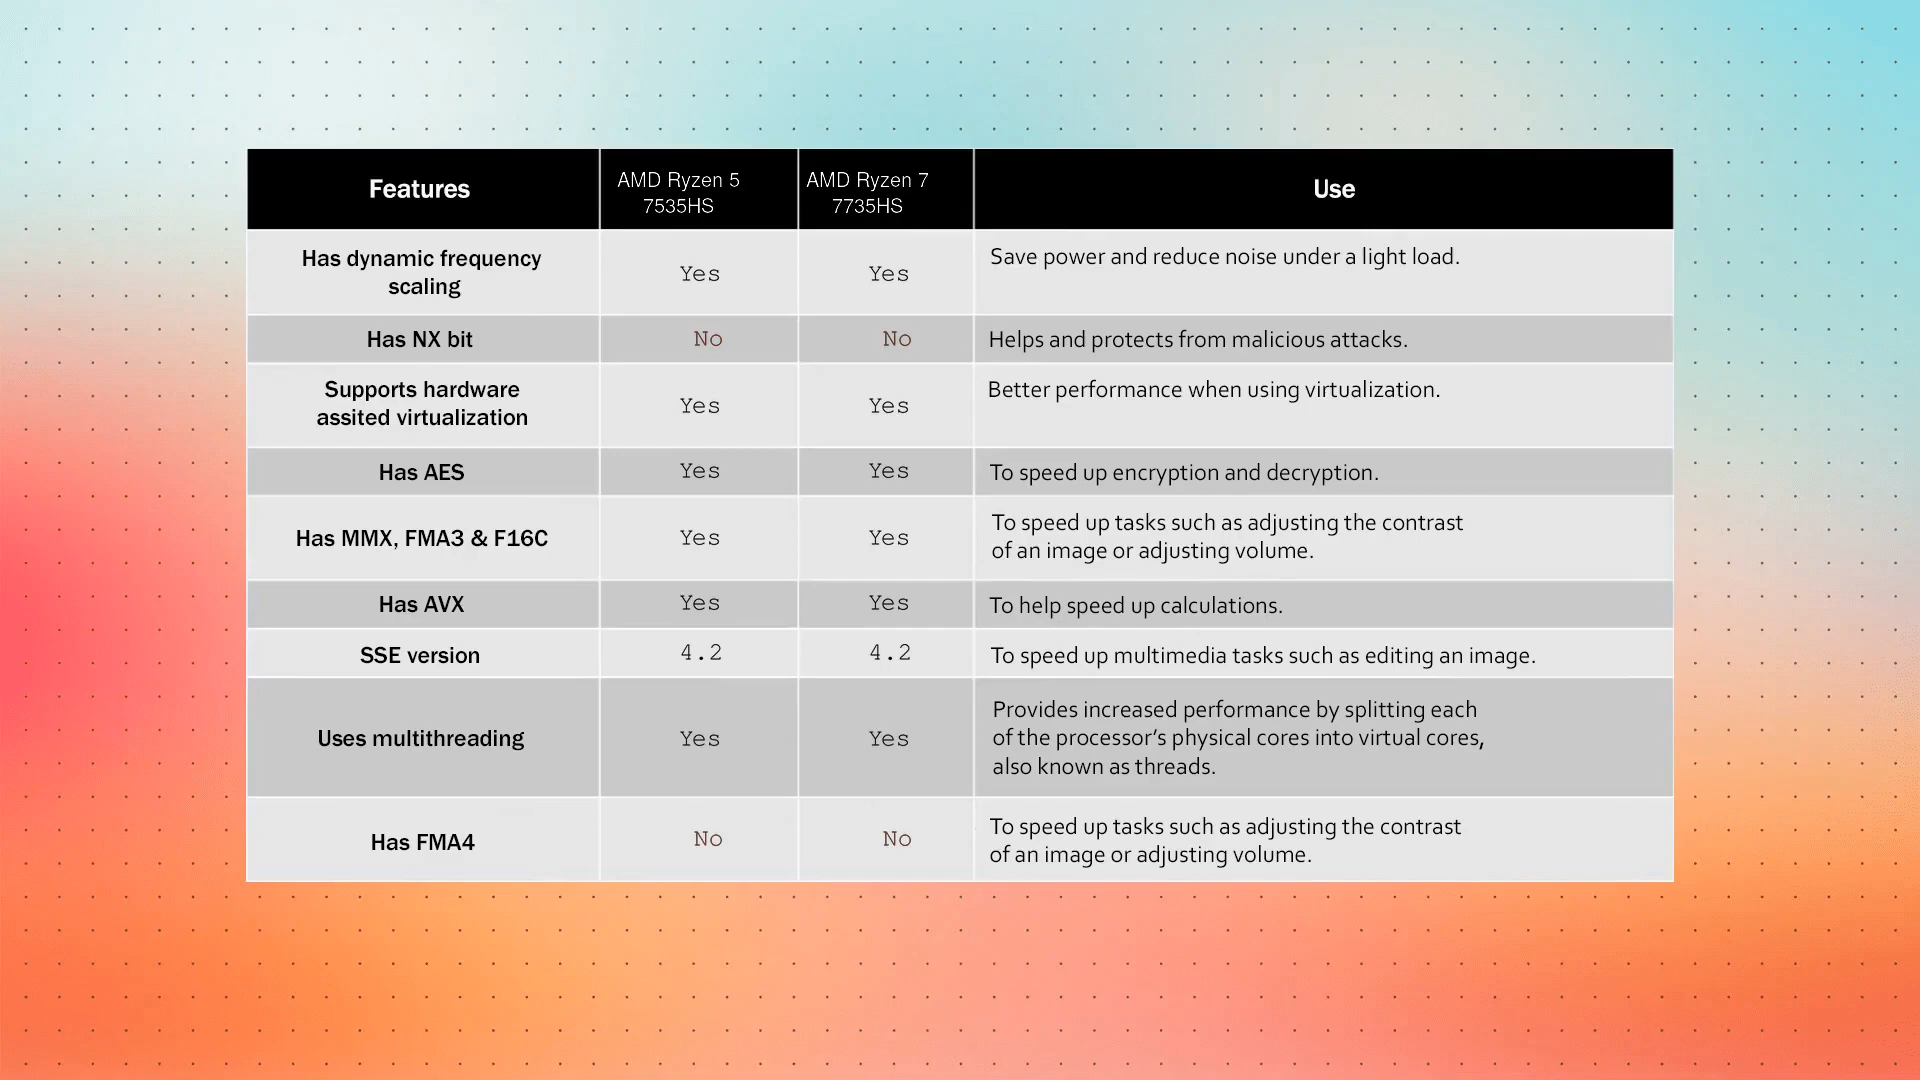 Features
AMD Ryzen 5
7535HS
AMD Ryzen 7
7735HS
Use
Has dynamic frequency
scaling
Yes
Yes
Save power and reduce noise under a light load.
Has NX bit
No
No
Helps and protects from malicious attacks.
Supports hardware
assited virtualization
Yes
Yes
Better performance when using virtualization.
Has AES
Yes
Yes
To speed up encryption and decryption.
Has MMX, FMA3 & F16C
Yes
Yes
To speed up tasks such as adjusting the contrast
of an image or adjusting volume.
Has AVX
Yes
Yes
To help speed up calculations.
SSE version
4.2
4.2
To speed up multimedia tasks such as editing an image.
Uses multithreading
Yes
Yes
Provides increased performance by splitting each
of the processor’s physical cores into virtual cores,
also known as threads.
Has FMA4
No
No
To speed up tasks such as adjusting the contrast
of an image or adjusting volume.